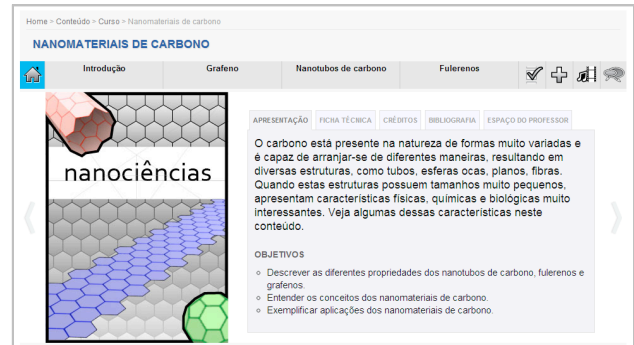 Home > Conteúdo > Curso > Nanomateriais de carbono
NANOMATERIAIS DE CARBONO
Introdução
Grafeno
Nanotubos de carbono
Fulerenos
nanociências
APRESENTAÇÃO
FICHA TÉCNICA
CRÉDITOS
BIBLIOGRAFIA
ESPAÇO DO PROFESSOR
O carbono está presente na natureza de formas muito variadas e
é capaz de arranjar-se de diferentes maneiras, resultando em
diversas estruturas, como tubos, esferas ocas, planos, fibras.
Quando estas estruturas possuem tamanhos muito pequenos,
apresentam características físicas, químicas e biológicas muito
interessantes. Veja algumas dessas características neste
conteúdo.
OBJETIVOS
Descrever as diferentes propriedades dos nanotubos de carbono, fulerenos e
grafenos.
Entender os conceitos dos nanomateriais de carbono.
Exemplificar aplicações dos nanomateriais de carbono.